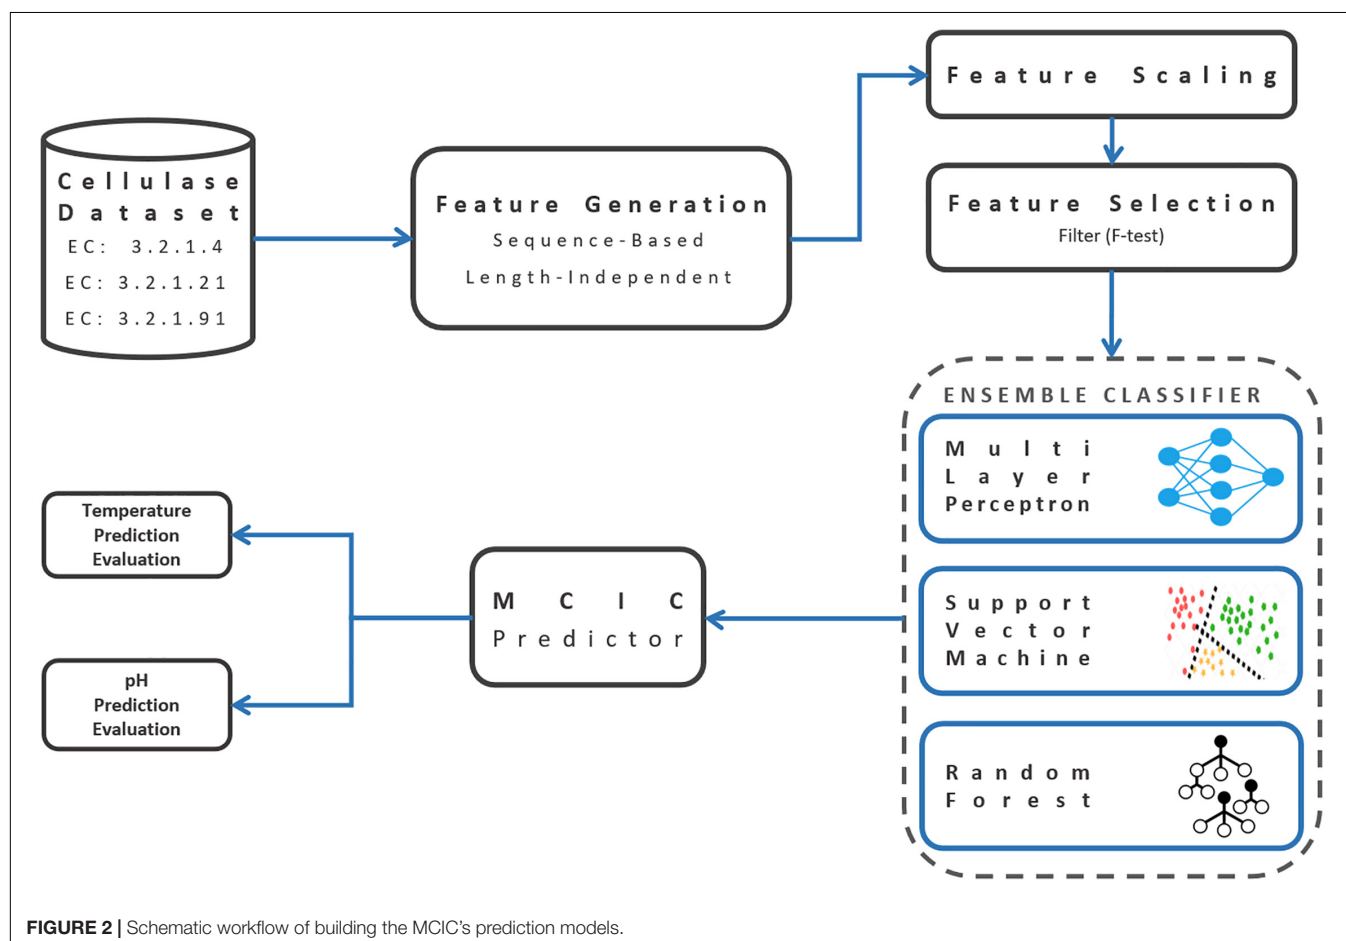 Cellulase
Dataset
EC: 3.2.1.4
EC: 3.2.1.21
EC: 3.2.1.91
Feature Generation
Sequence-Based
Length-Independent
Feature Scaling
Feature Selection
Filter (F-test)
ENSEMBLE CLASSIFIER
Multi
Layer
Perceptron
Support
Vector
Machine
Random
Forest
MCIC
Predictor
Temperature
Prediction
Evaluation
pH
Prediction
Evaluation
FIGURE 2 | Schematic workflow of building the MCIC's prediction models.